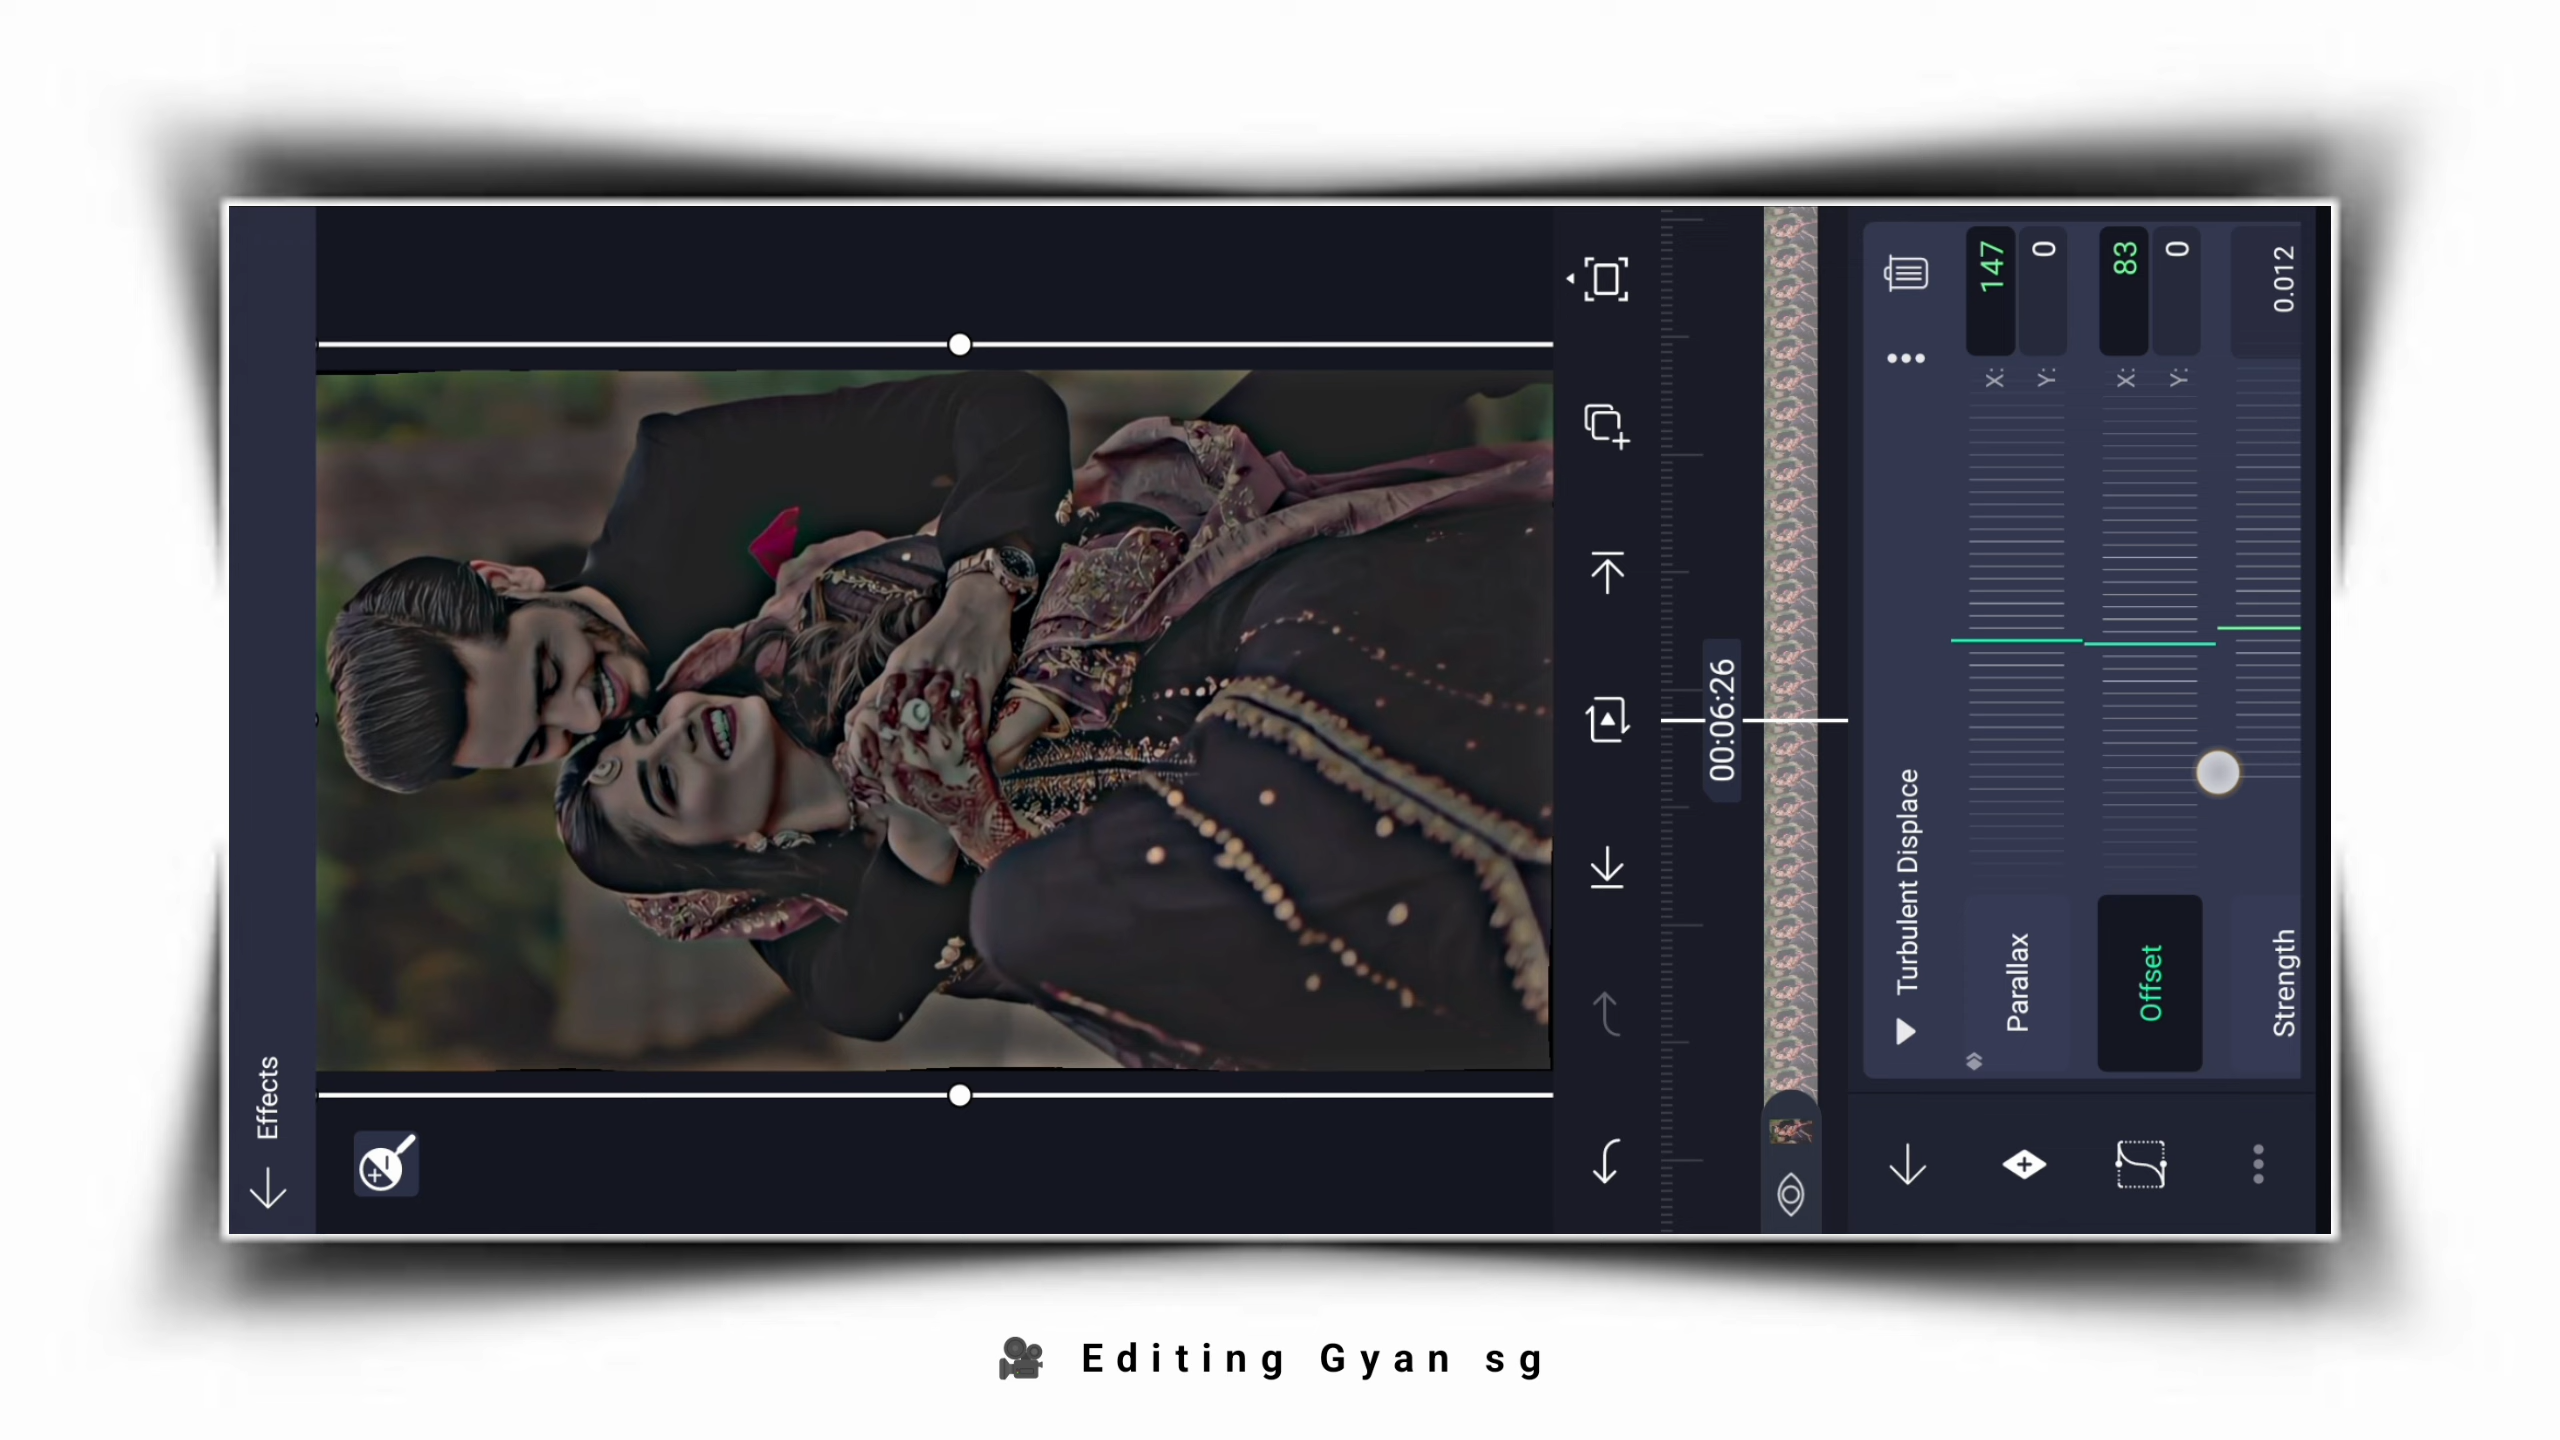 Effects
00:06:26
Turbulent Displace
Parallax
X: 147
Y: 0
Offset
X: 83
Y: 0
Strength
0.012
Editing Gyan sg